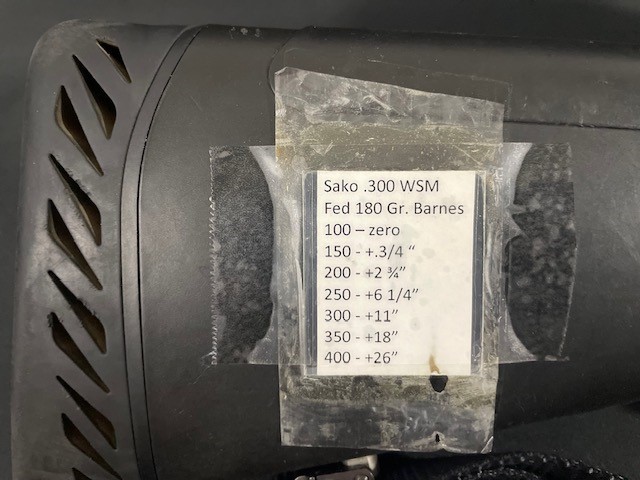 Sako .300 WSM
Fed 180 Gr. Barnes
100 – zero
150 - +.3/4 “
200 - +2 ¾”
250 - +6 1/4”
300 - +11”
350 - +18”
400 - +26”